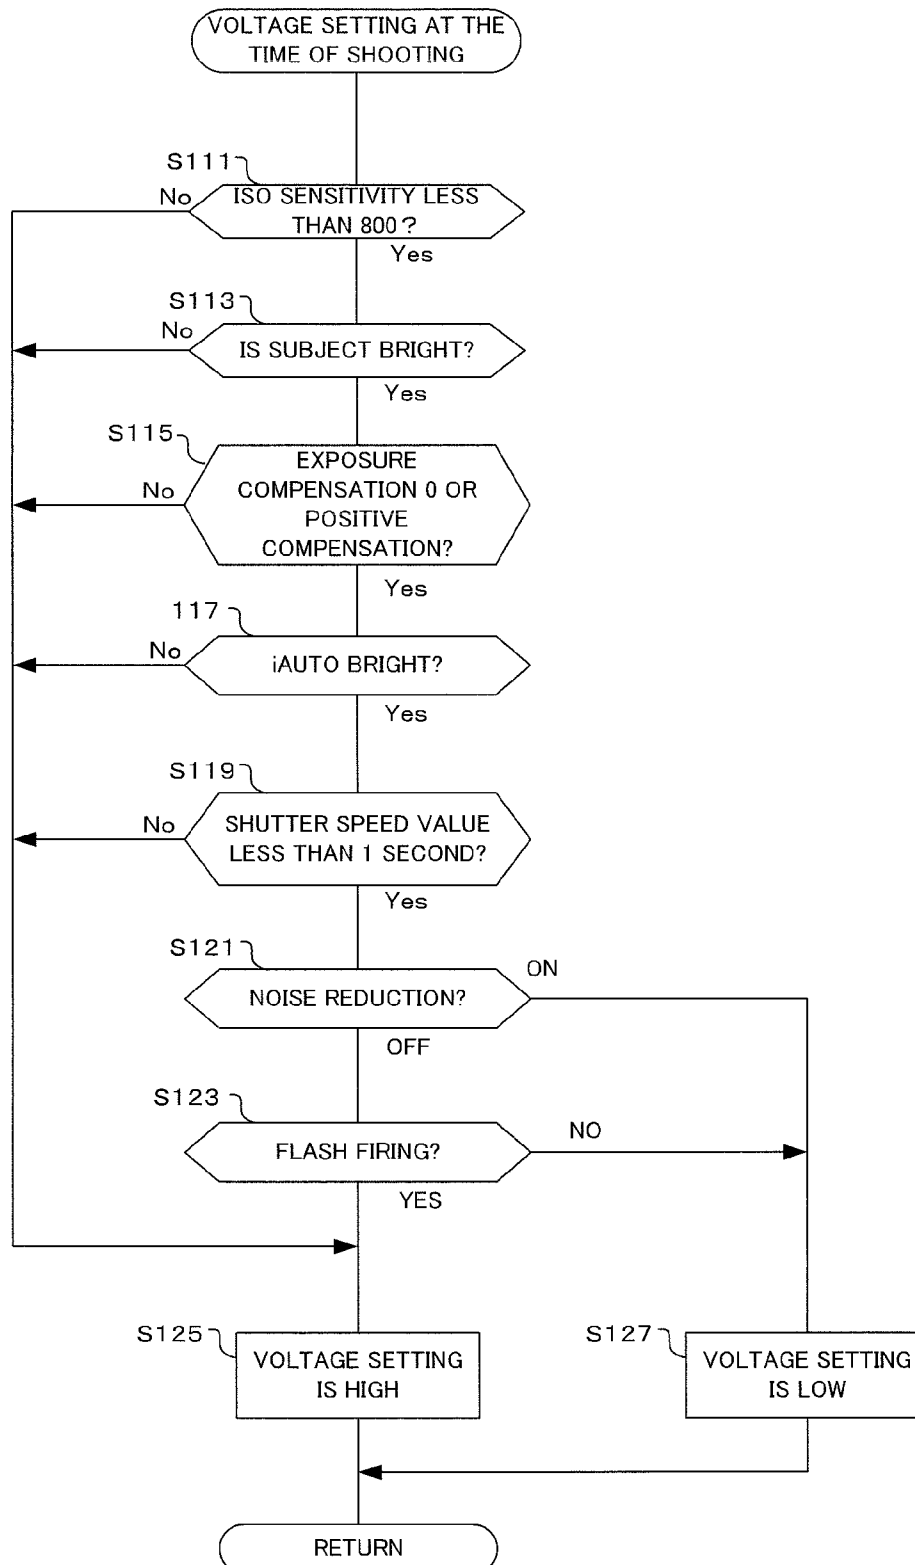 VOLTAGE SETTING AT THE
TIME OF SHOOTING
S111
No
ISO SENSITIVITY LESS
THAN 800?
Yes
S113
No
IS SUBJECT BRIGHT?
Yes
S115
No
EXPOSURE
COMPENSATION 0 OR
POSITIVE
COMPENSATION?
Yes
117
No
iAUTO BRIGHT?
Yes
S119
No
SHUTTER SPEED VALUE
LESS THAN 1 SECOND?
Yes
S121
ON
NOISE REDUCTION?
OFF
S123
NO
FLASH FIRING?
YES
S125
VOLTAGE SETTING
IS HIGH
S127
VOLTAGE SETTING
IS LOW
RETURN